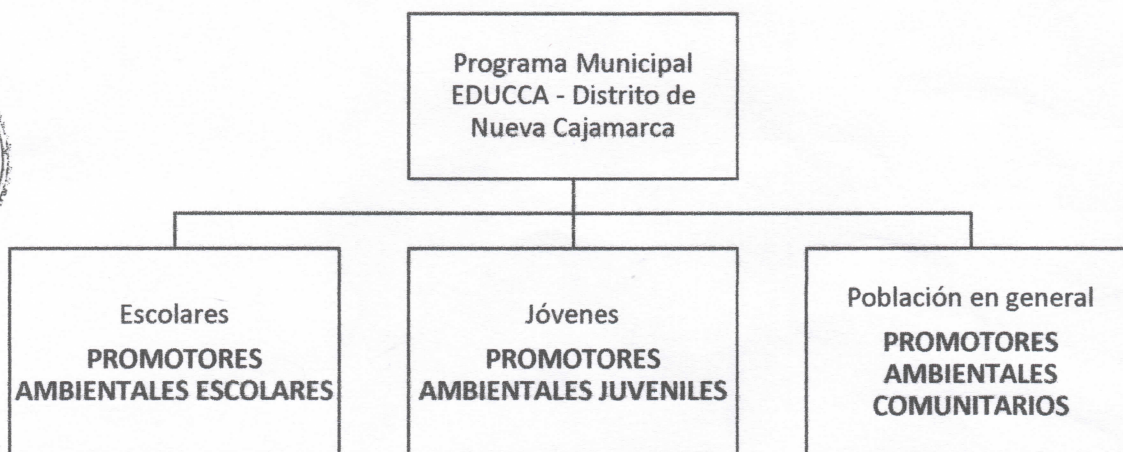 Programa Municipal
EDUCCA - Distrito de
Nueva Cajamarca
Escolares
PROMOTORES
AMBIENTALES ESCOLARES
Jóvenes
PROMOTORES
AMBIENTALES JUVENILES
Población en general
PROMOTORES
AMBIENTALES
COMUNITARIOS